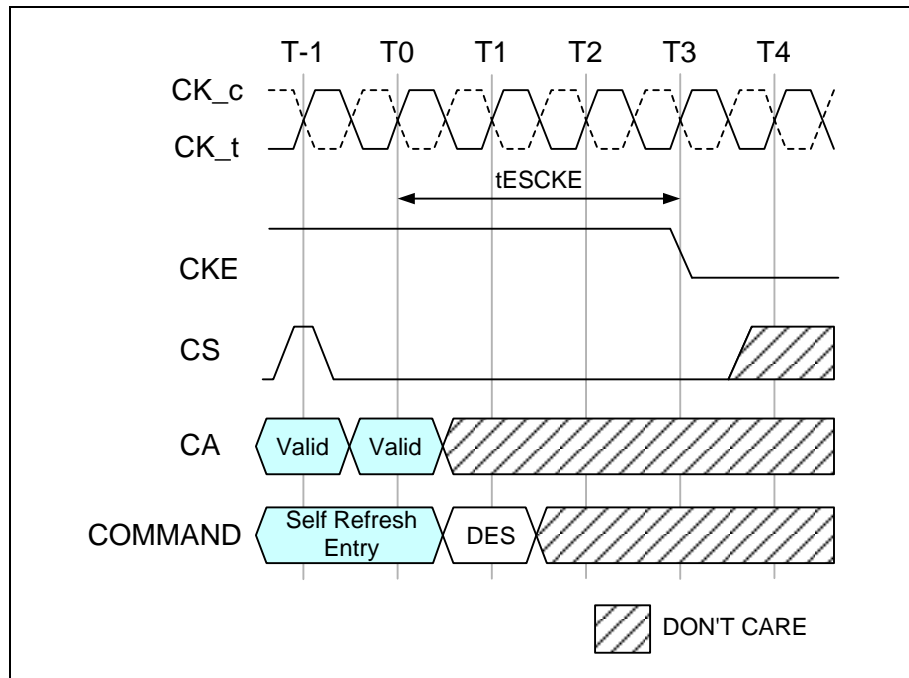 T-1 T0 T1 T2 T3 T4
CK_c
CK_t
tESCKE
CKE
CS
CA Valid Valid
COMMAND Self Refresh
Entry DES
DON'T CARE